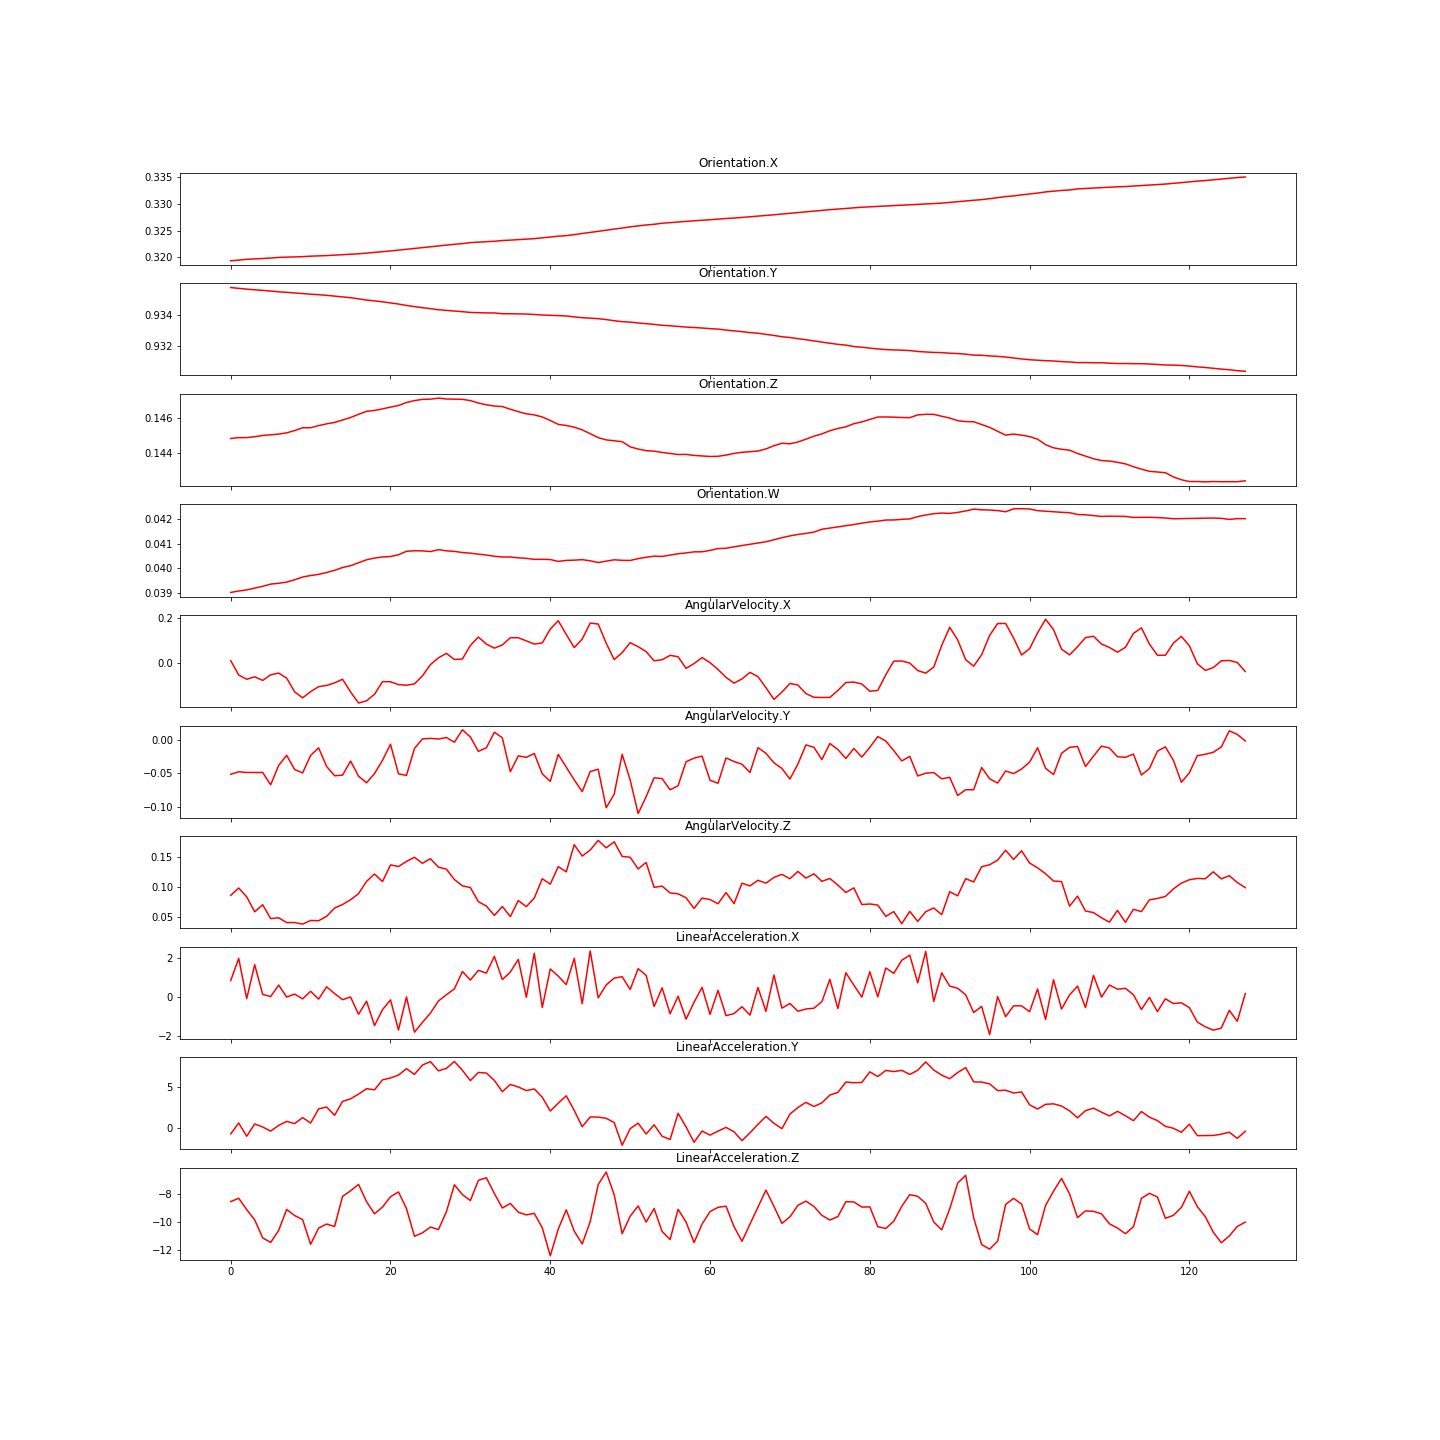 Orientation.X
0.335
0.330
0.325
0.320
Orientation.Y
0.934
0.932
Orientation.Z
0.146
0.144
Orientation.W
0.042
0.041
0.040
0.039
AngularVelocity.X
0.2
0.0
AngularVelocity.Y
0.00
−0.05
−0.10
AngularVelocity.Z
0.15
0.10
0.05
LinearAcceleration.X
2
0
−2
LinearAcceleration.Y
5
0
LinearAcceleration.Z
−8
−10
−12
0 20 40 60 80 100 120